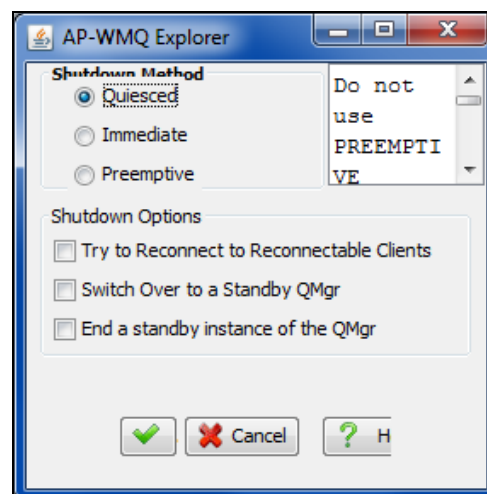 AP-WMQ Explorer
Shutdown Method
Quiesced
Immediate
Preemptive
Do not
use
PREEMPTI
VE
Shutdown Options
Try to Reconnect to Reconnectable Clients
Switch Over to a Standby QMgr
End a standby instance of the QMgr
Cancel
? H